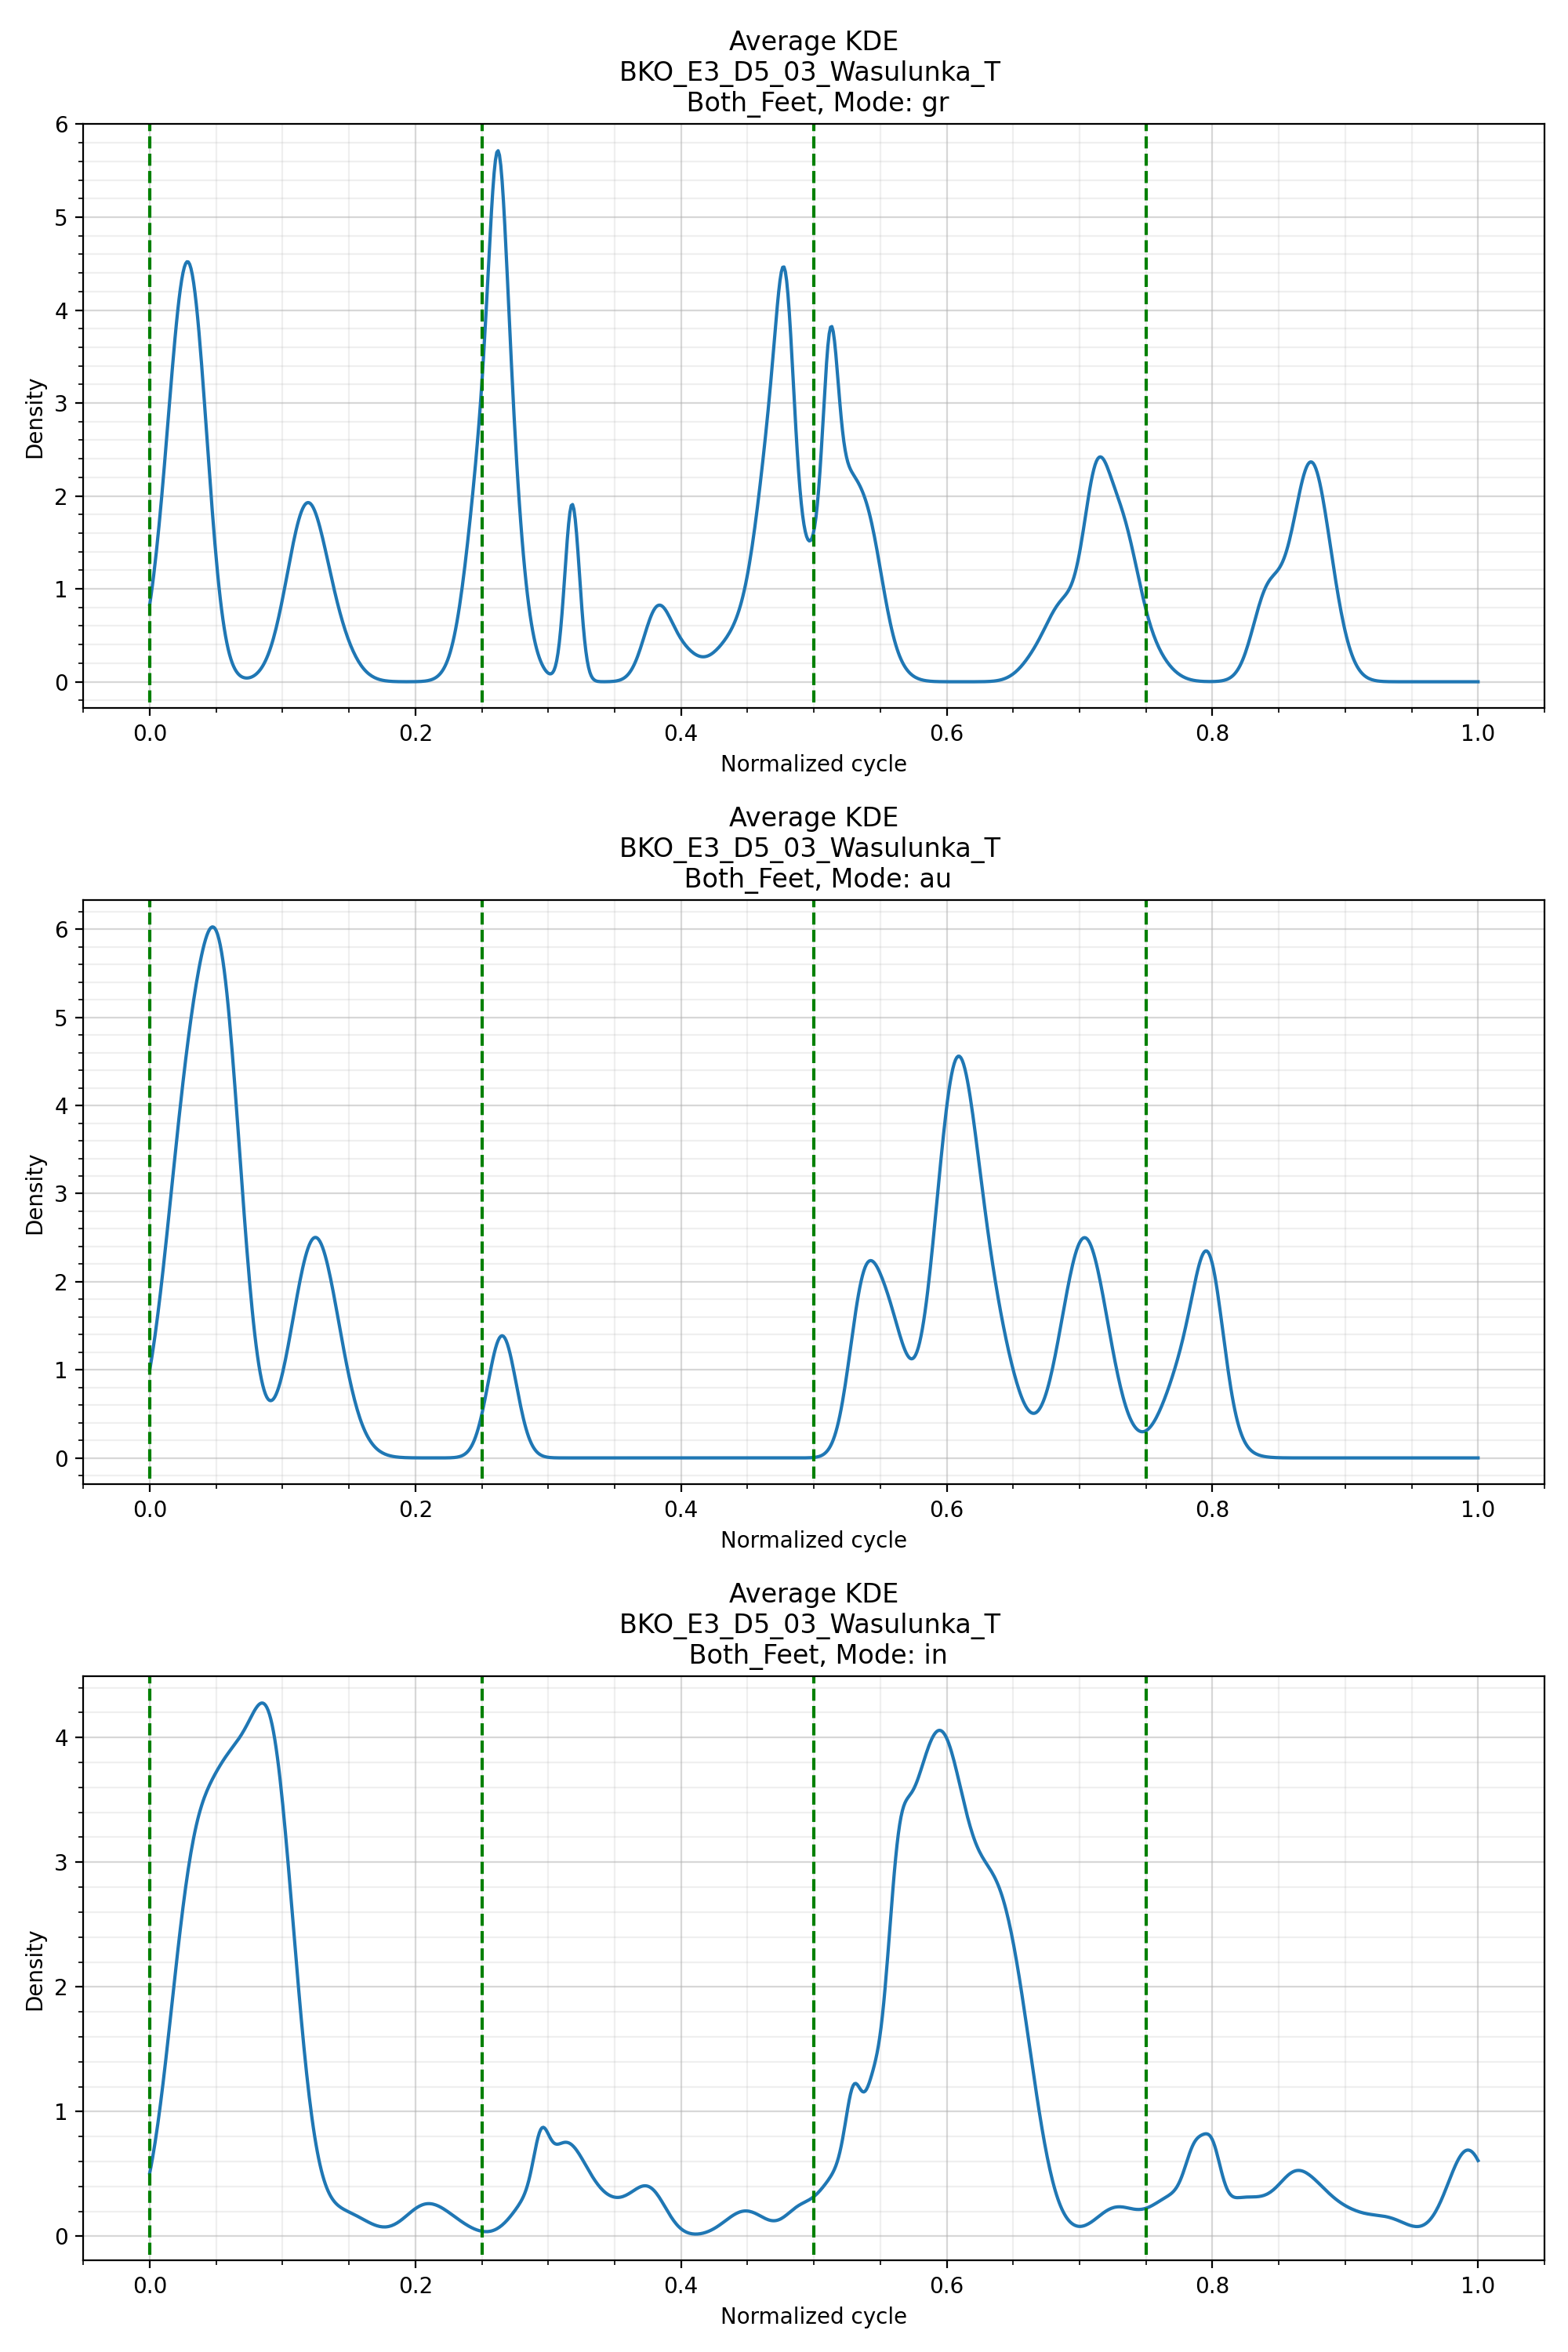 Average KDE
BKO_E3_D5_03_Wasulunka_T
Both_Feet, Mode: gr
6
5
4
3
2
1
0
Density
0.0 0.2 0.4 0.6 0.8 1.0
Normalized cycle
Average KDE
BKO_E3_D5_03_Wasulunka_T
Both_Feet, Mode: au
6
5
4
3
2
1
0
Density
0.0 0.2 0.4 0.6 0.8 1.0
Normalized cycle
Average KDE
BKO_E3_D5_03_Wasulunka_T
Both_Feet, Mode: in
4
3
2
1
0
Density
0.0 0.2 0.4 0.6 0.8 1.0
Normalized cycle